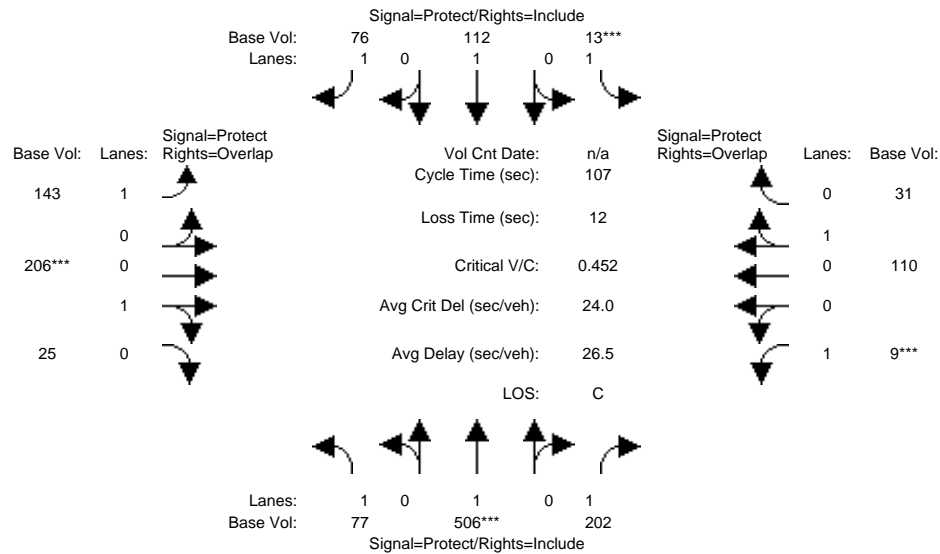 Signal=Protect/Rights=Include
Base Vol: 76 112 13***
Lanes: 1 0 1 0 1
Signal=Protect
Rights=Overlap
Base Vol: Lanes:
Vol Cnt Date: n/a
Signal=Protect
Rights=Overlap
Lanes: Base Vol:
Cycle Time (sec): 107
143 1
0 31
Loss Time (sec): 12
0
1
206*** 0
Critical V/C: 0.452
0 110
1
Avg Crit Del (sec/veh): 24.0
0
25 0
Avg Delay (sec/veh): 26.5
1 9***
LOS: C
Lanes: 1 0 1 0 1
Base Vol: 77 506*** 202
Signal=Protect/Rights=Include